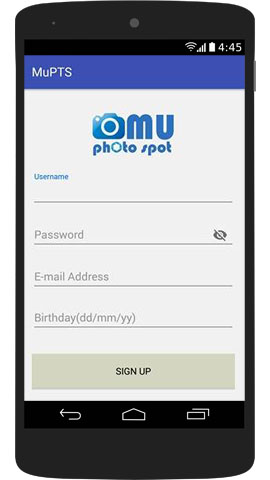 4:45
MuPTS
MU
photo spot
Username
Password
E-mail Address
Birthday(dd/mm/yy)
SIGN UP